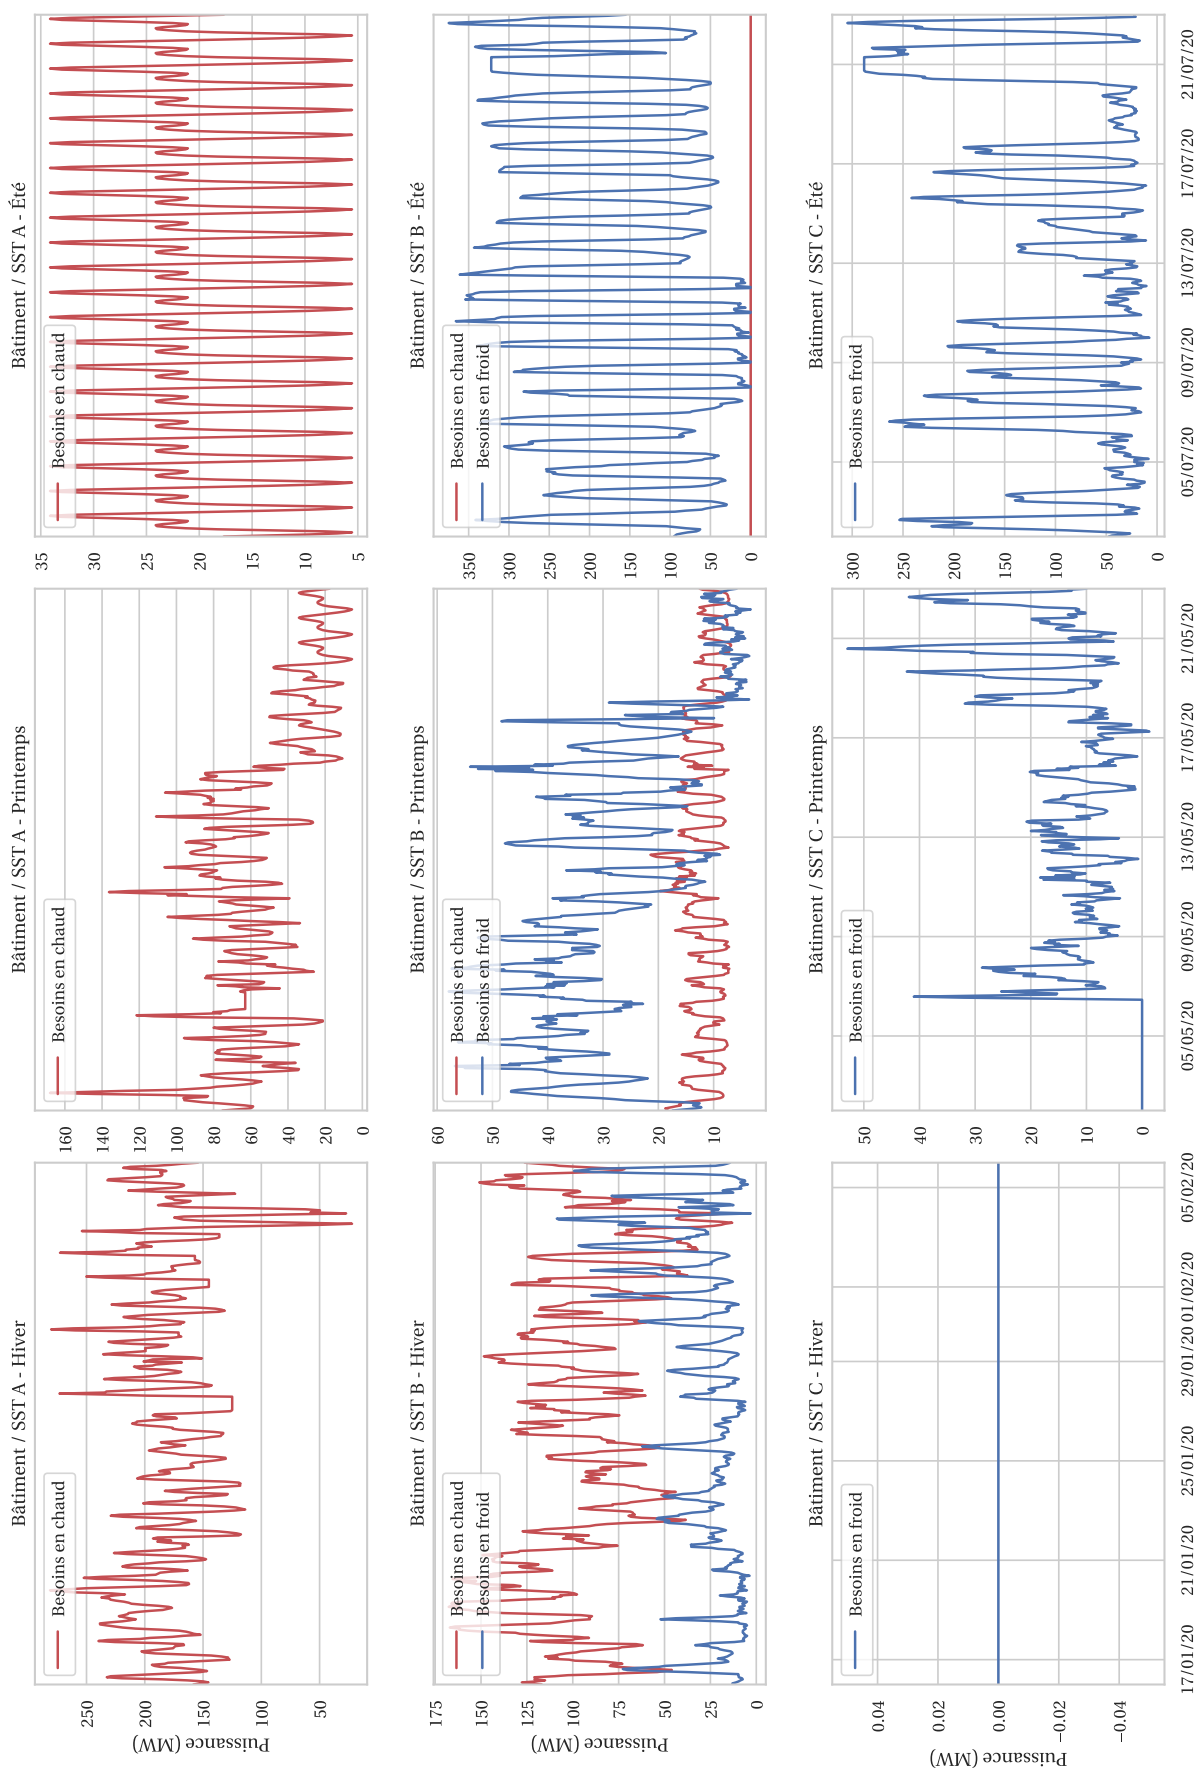 Bâtiment / SST A - Hiver
Puissance (MW)
250
200
150
100
50
Besoins en chaud
Bâtiment / SST A - Printemps
160
140
120
100
80
60
40
20
0
Besoins en chaud
Bâtiment / SST A - Été
35
30
25
20
15
10
5
Besoins en chaud
Bâtiment / SST B - Hiver
Puissance (MW)
175
150
125
100
75
50
25
0
Besoins en chaud
Besoins en froid
Bâtiment / SST B - Printemps
60
50
40
30
20
10
Besoins en chaud
Besoins en froid
Bâtiment / SST B - Été
350
300
250
200
150
100
50
0
Besoins en chaud
Besoins en froid
Bâtiment / SST C - Hiver
Puissance (MW)
0.04
0.02
0.00
−0.02
−0.04
Besoins en froid
17/01/20 21/01/20 25/01/20 29/01/20 01/02/20 05/02/20
Bâtiment / SST C - Printemps
50
40
30
20
10
0
Besoins en froid
05/05/20 09/05/20 13/05/20 17/05/20 21/05/20
Bâtiment / SST C - Été
300
250
200
150
100
50
0
Besoins en froid
05/07/20 09/07/20 13/07/20 17/07/20 21/07/20